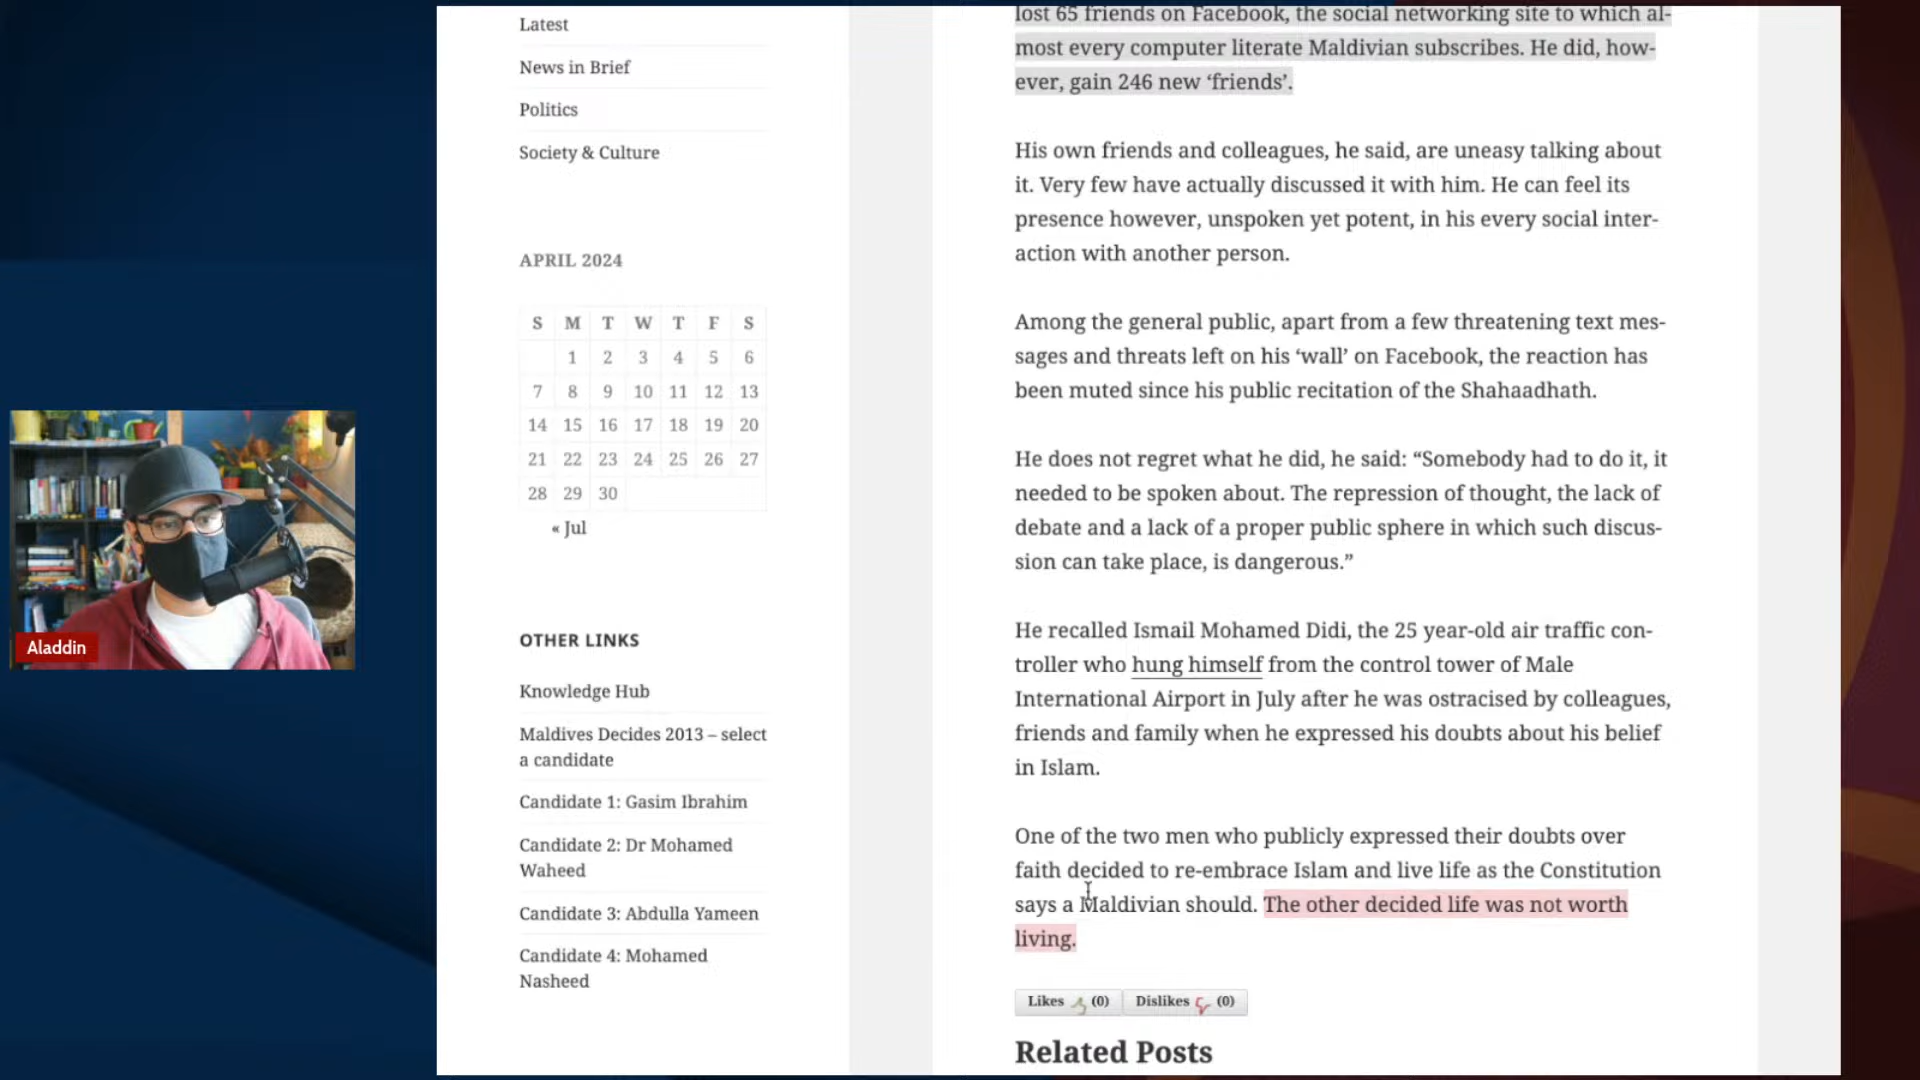 Latest
News in Brief
Politics
Society & Culture
APRIL 2024
S M T W T F S
1 2 3 4 5 6
7 8 9 10 11 12 13
14 15 16 17 18 19 20
21 22 23 24 25 26 27
28 29 30
« Jul
OTHER LINKS
Knowledge Hub
Maldives Decides 2013 – select
a candidate
Candidate 1: Gasim Ibrahim
Candidate 2: Dr Mohamed
Waheed
Candidate 3: Abdulla Yameen
Candidate 4: Mohamed
Nasheed
lost 65 friends on Facebook, the social networking site to which al-
most every computer literate Maldivian subscribes. He did, how-
ever, gain 246 new ‘friends’.
His own friends and colleagues, he said, are uneasy talking about
it. Very few have actually discussed it with him. He can feel its
presence however, unspoken yet potent, in his every social inter-
action with another person.
Among the general public, apart from a few threatening text mes-
sages and threats left on his ‘wall’ on Facebook, the reaction has
been muted since his public recitation of the Shahaadhath.
He does not regret what he did, he said: “Somebody had to do it, it
needed to be spoken about. The repression of thought, the lack of
debate and a lack of a proper public sphere in which such discus-
sion can take place, is dangerous.”
He recalled Ismail Mohamed Didi, the 25 year-old air traffic con-
troller who hung himself from the control tower of Male
International Airport in July after he was ostracised by colleagues,
friends and family when he expressed his doubts about his belief
in Islam.
One of the two men who publicly expressed their doubts over
faith decided to re-embrace Islam and live life as the Constitution
says a Maldivian should. The other decided life was not worth
living.
Likes (0) Dislikes (0)
Related Posts
Aladdin